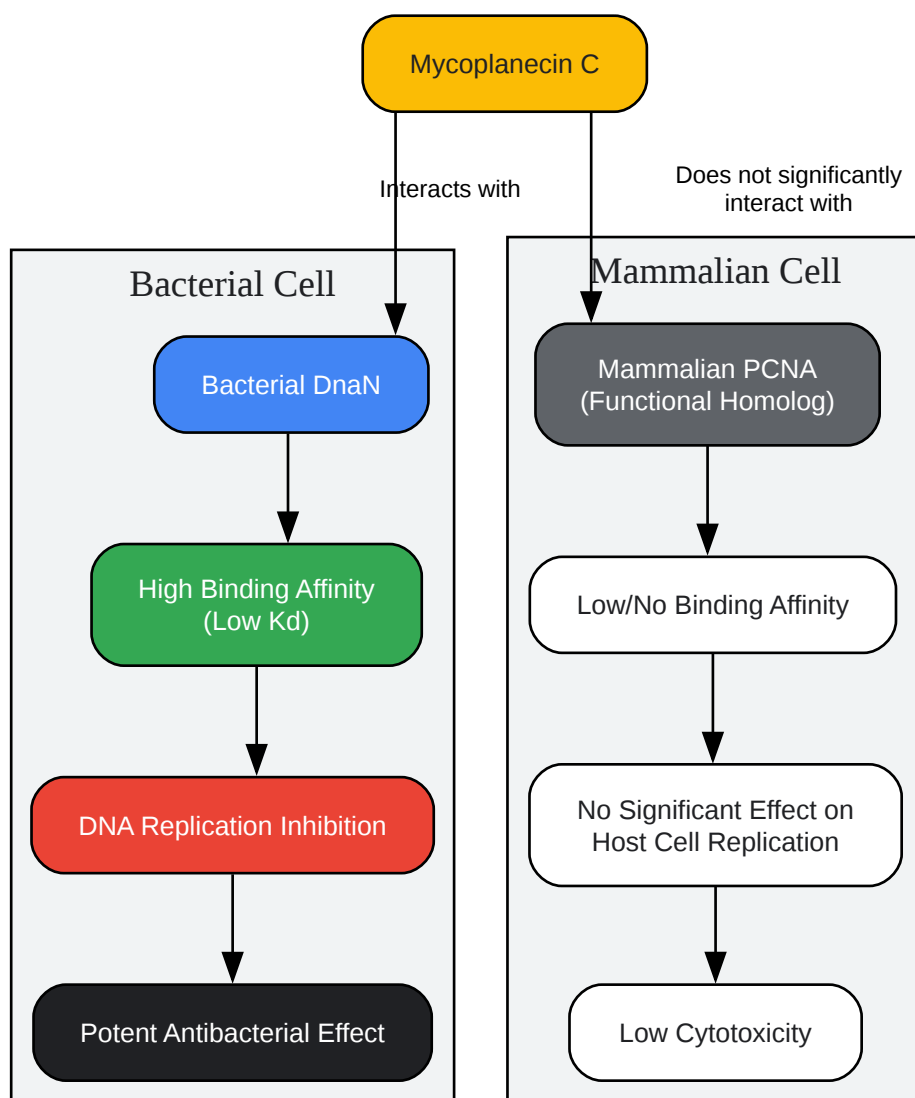 Mycoplanecin C
Interacts with
Does not significantly
interact with
Bacterial Cell
Bacterial DnaN
High Binding Affinity
(Low Kd)
DNA Replication Inhibition
Potent Antibacterial Effect
Mammalian Cell
Mammalian PCNA
(Functional Homolog)
Low/No Binding Affinity
No Significant Effect on
Host Cell Replication
Low Cytotoxicity